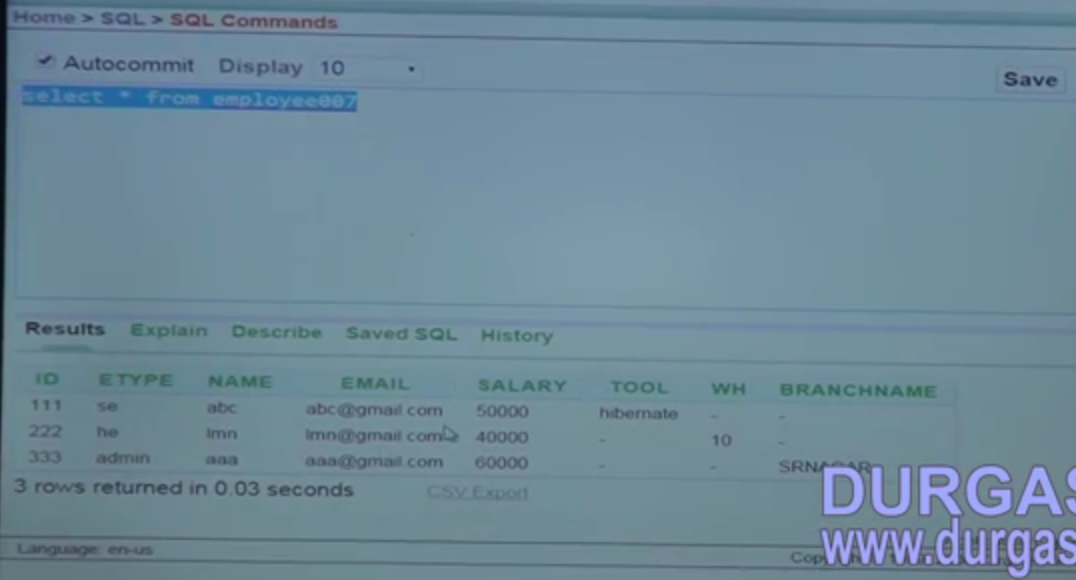 Home > SQL > SQL Commands
Autocommit Display 10
Save
select * from employee007
Results Explain Describe Saved SQL History
ID ETYPE NAME EMAIL SALARY TOOL WH BRANCHNAME
111 se abc abc@gmail.com 50000 hibernate - -
222 he lmn lmn@gmail.com 40000 - 10 -
333 admin aaa aaa@gmail.com 60000 - - SRNAGAR
3 rows returned in 0.03 seconds CSV Export
DURGAS
Language: en-us
www.durgas